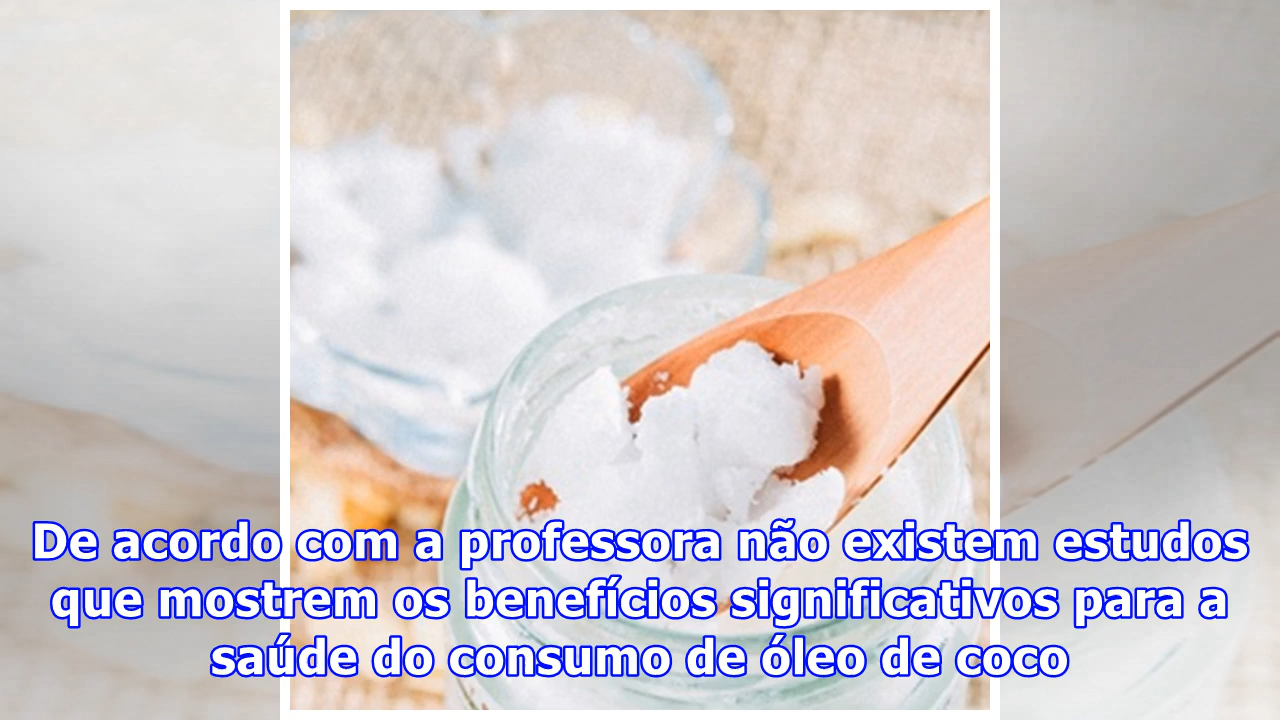 De acordo com a professora não existem estudos
que mostrem os benefícios significativos para a
saúde do consumo de óleo de coco